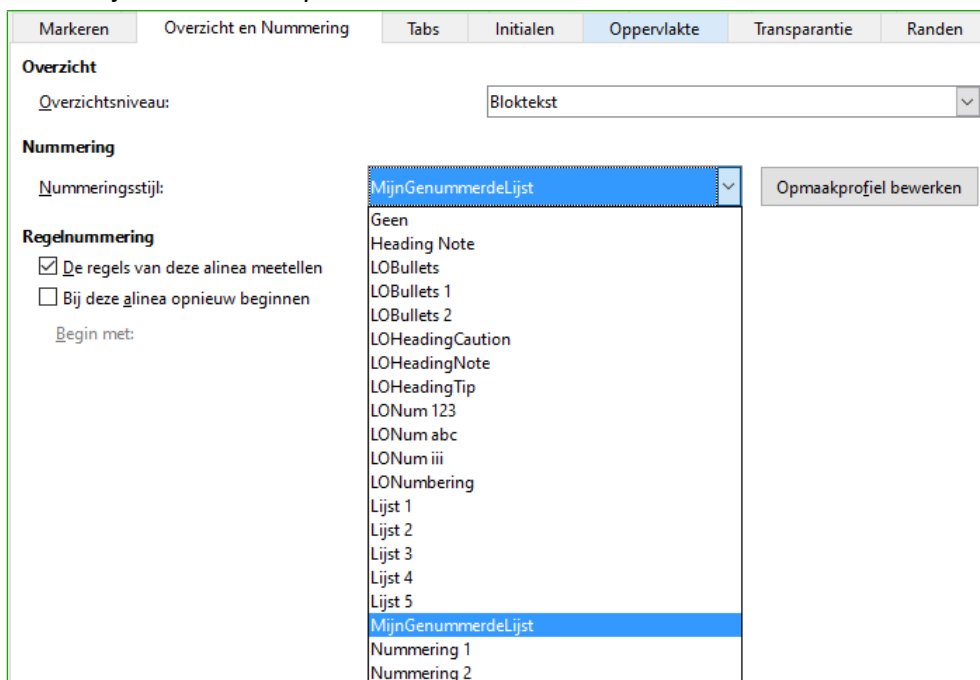 Markeren Overzicht en Nummering Tabs Initialen Oppervlakte Transparantie Randen
Overzicht
Overzichtsniveau: Bloktekst
Nummering
Nummeringsstijl: MijnGenummerdeLijst Opmaakprofiel bewerken
Geen
Regelnummering
Heading Note
De regels van deze alinea meetellen
LOBullets
Bij deze alinea opnieuw beginnen
LOBullets 1
LOBullets 2
Begin met:
LOHeadingCaution
LOHeadingNote
LOHeadingTip
LONum 123
LONum abc
LONum iii
LONumbering
Lijst 1
Lijst 2
Lijst 3
Lijst 4
Lijst 5
MijnGenummerdeLijst
Nummering 1
Nummering 2